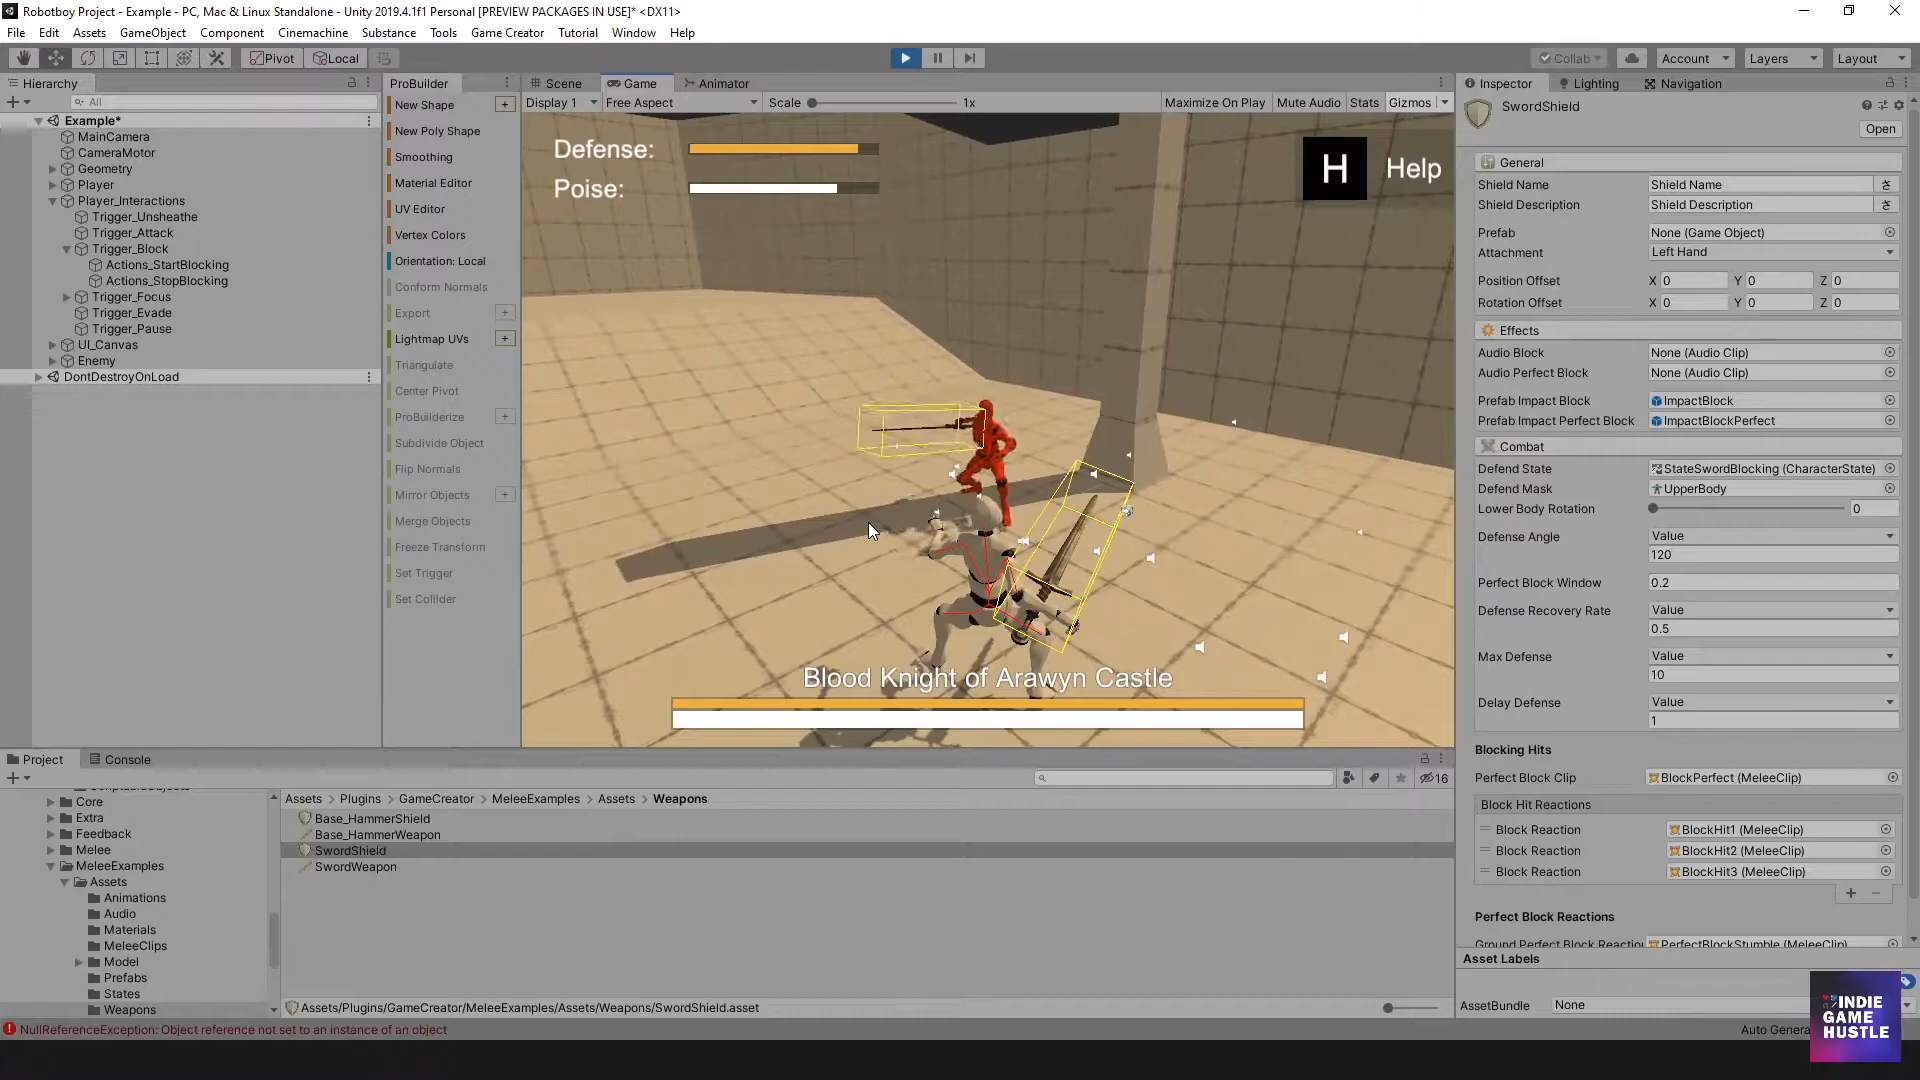 Robotboy Project - Example - PC, Mac & Linux Standalone - Unity 2019.4.1f1 Personal [PREVIEW PACKAGES IN USE]* <DX11>
File Edit Assets GameObject Component Cinemachine Substance Tools Game Creator Tutorial Window Help
Pivot Local Collab Account Layers Layout
Hierarchy
All
Example*
MainCamera
CameraMotor
Geometry
Player
Player_Interactions
Trigger_Unsheathe
Trigger_Attack
Trigger_Block
Actions_StartBlocking
Actions_StopBlocking
Trigger_Focus
Trigger_Evade
Trigger_Pause
UI_Canvas
Enemy
DontDestroyOnLoad
ProBuilder
New Shape
New Poly Shape
Smoothing
Material Editor
UV Editor
Vertex Colors
Orientation: Local
Conform Normals
Export
Lightmap UVs
Triangulate
Center Pivot
ProBuilderize
Subdivide Object
Flip Normals
Mirror Objects
Merge Objects
Freeze Transform
Set Trigger
Set Collider
Scene Game Animator
Display 1 Free Aspect Scale 1x Maximize On Play Mute Audio Stats Gizmos
Defense:
Poise:
H Help
Blood Knight of Arawyn Castle
Inspector Lighting Navigation
SwordShield
Open
General
Shield Name Shield Name
Shield Description Shield Description
Prefab None (Game Object)
Attachment Left Hand
Position Offset X 0 Y 0 Z 0
Rotation Offset X 0 Y 0 Z 0
Effects
Audio Block None (Audio Clip)
Audio Perfect Block None (Audio Clip)
Prefab Impact Block ImpactBlock
Prefab Impact Perfect Block ImpactBlockPerfect
Combat
Defend State StateSwordBlocking (CharacterState)
Defend Mask UpperBody
Lower Body Rotation 0
Defense Angle Value
120
Perfect Block Window 0.2
Defense Recovery Rate Value
0.5
Max Defense Value
10
Delay Defense Value
1
Blocking Hits
Perfect Block Clip BlockPerfect (MeleeClip)
Block Hit Reactions
Block Reaction BlockHit1 (MeleeClip)
Block Reaction BlockHit2 (MeleeClip)
Block Reaction BlockHit3 (MeleeClip)
Perfect Block Reactions
Ground Perfect Block Reaction PerfectBlockStumble (MeleeClip)
Asset Labels
AssetBundle None
Project Console
16
Core
Extra
Feedback
Melee
MeleeExamples
Assets
Animations
Audio
Materials
MeleeClips
Model
Prefabs
States
Weapons
Assets > Plugins > GameCreator > MeleeExamples > Assets > Weapons
Base_HammerShield
Base_HammerWeapon
SwordShield
SwordWeapon
Assets/Plugins/GameCreator/MeleeExamples/Assets/Weapons/SwordShield.asset
NullReferenceException: Object reference not set to an instance of an object
Auto Genera
INDIE
GAME
HUSTLE